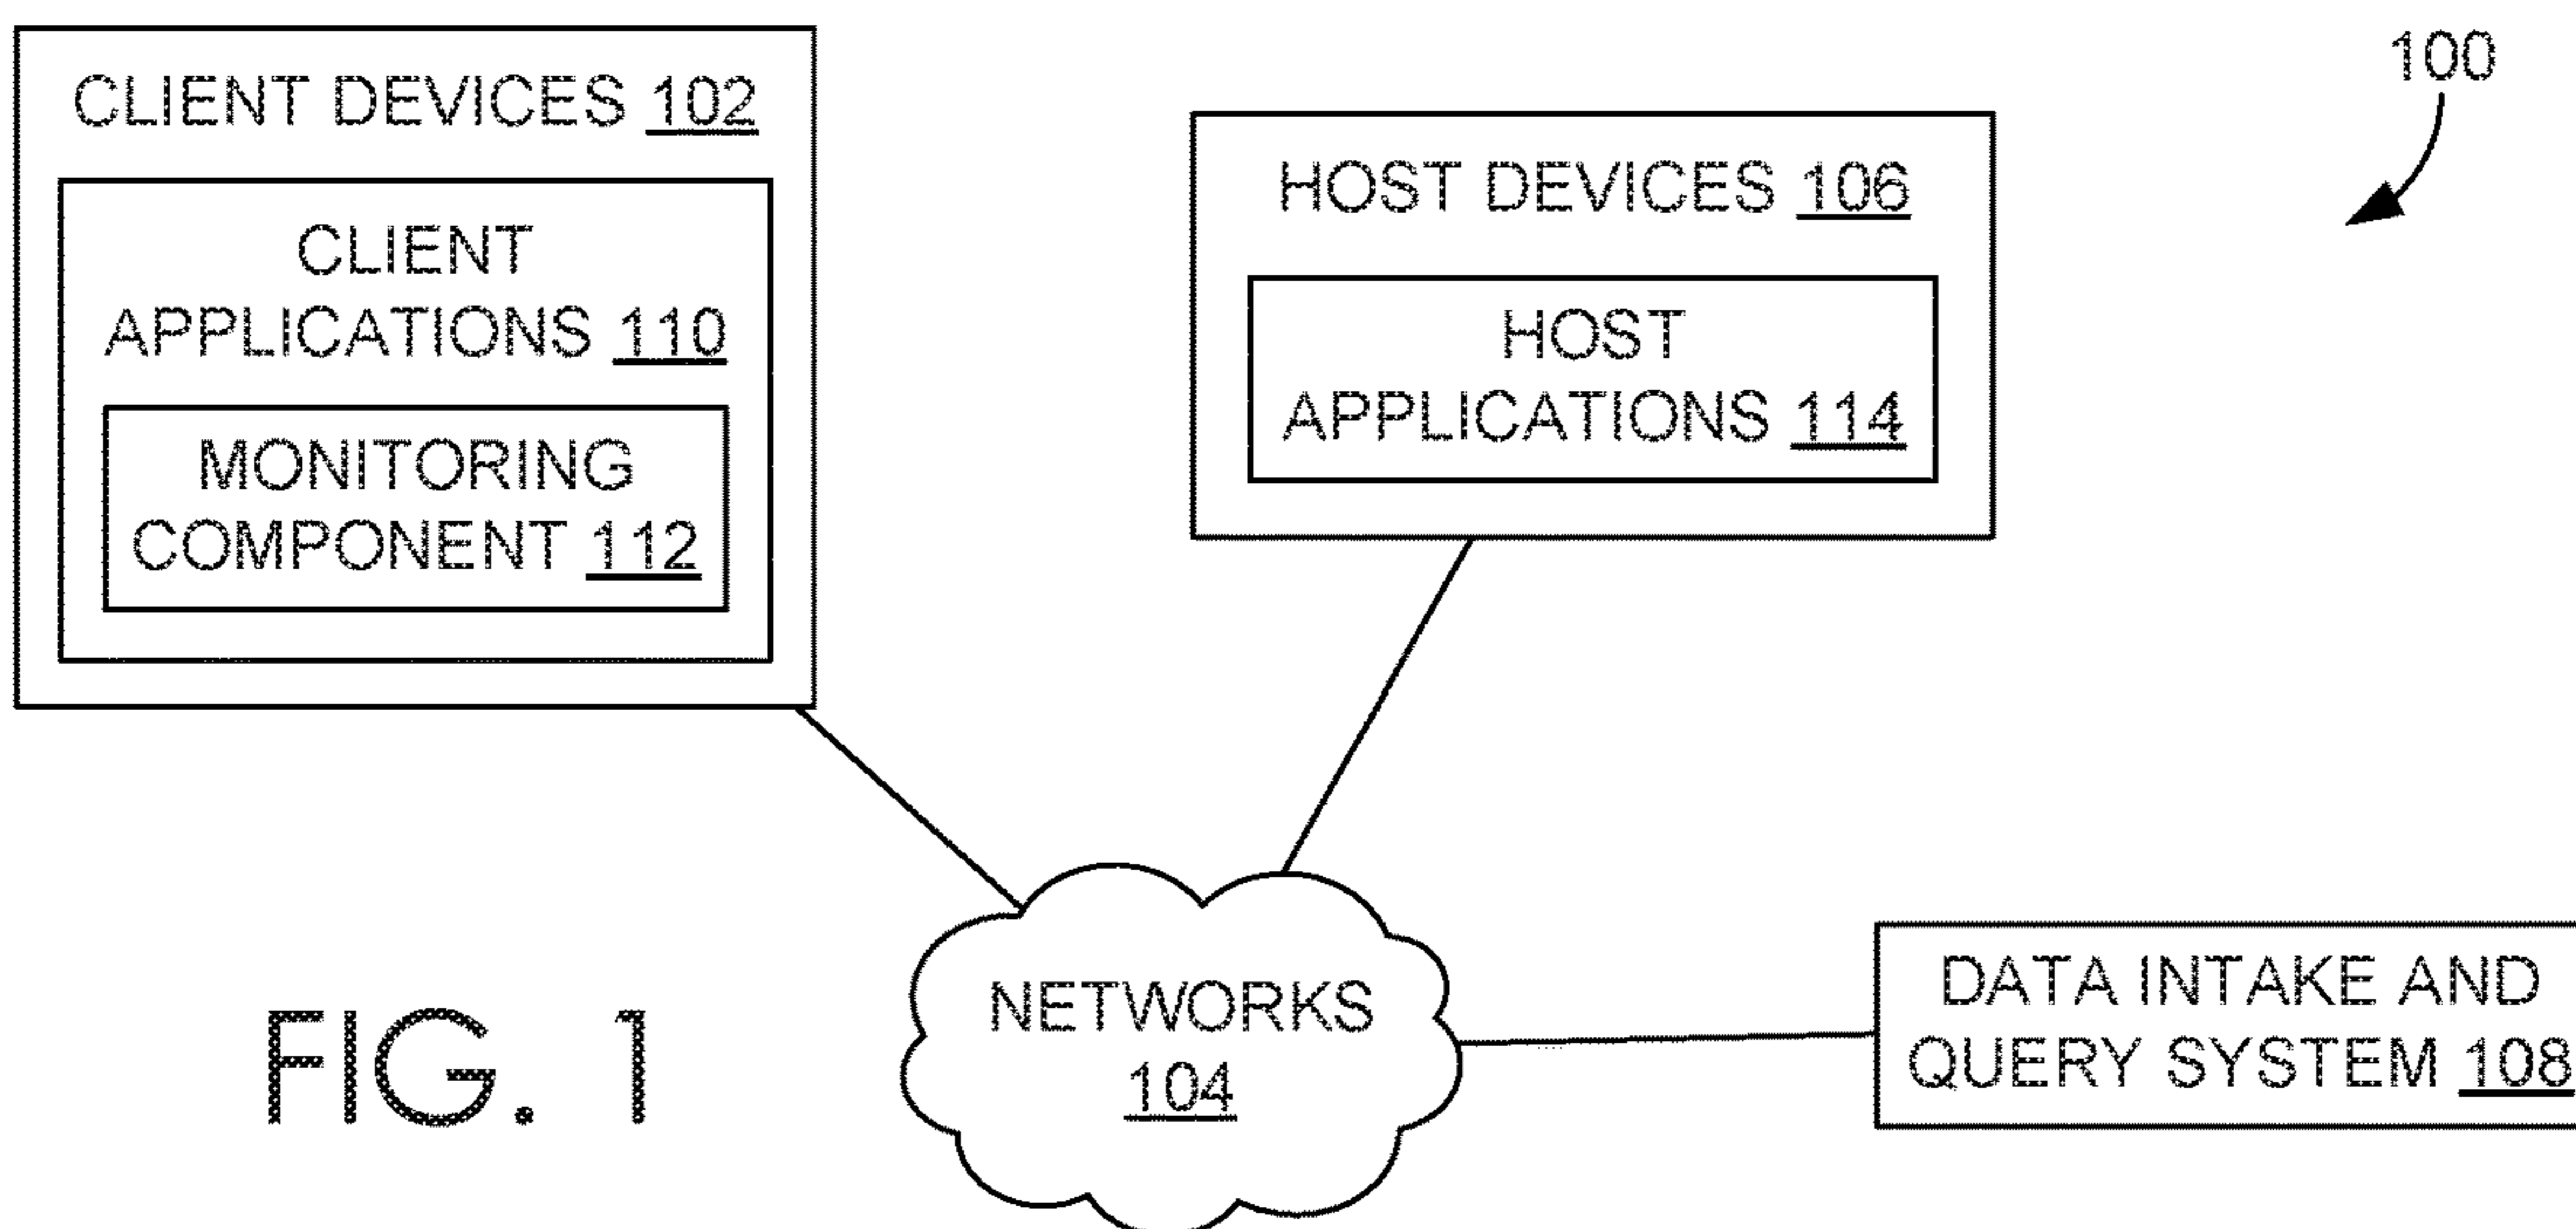 CLIENT DEVICES 102
CLIENT
APPLICATIONS 110
MONITORING
COMPONENT 112
HOST DEVICES 106
HOST
APPLICATIONS 114
100
NETWORKS
104
DATA INTAKE AND
QUERY SYSTEM 108
FIG. 1